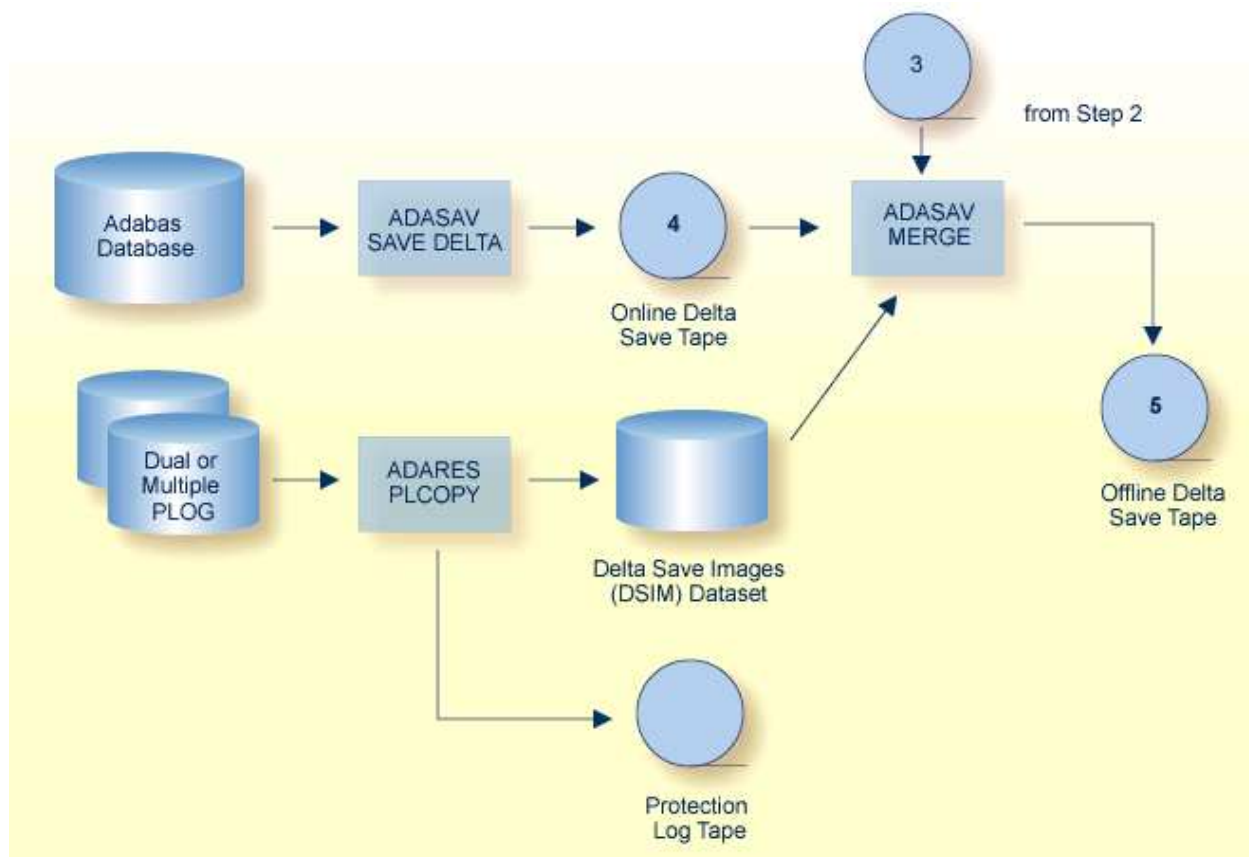 3
from Step 2
Adabas
Database
ADASAV
SAVE DELTA
4
ADASAV
MERGE
Online Delta
Save Tape
5
Offline Delta
Save Tape
Dual or
Multiple
PLOG
ADARES
PLCOPY
Delta Save Images
(DSIM) Dataset
Protection
Log Tape